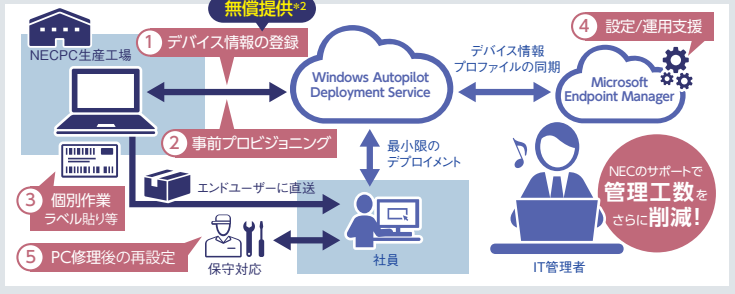 無償提供*2
NECPC生産工場
① デバイス情報の登録
② 事前プロビジョニング
Windows Autopilot
Deployment Service
デバイス情報
プロファイルの同期
④ 設定/運用支援
Microsoft
Endpoint Manager
最小限の
デプロイメント
③ 個別作業
ラベル貼り等
エンドユーザーに直送
⑤ PC修理後の再設定
保守対応
社員
IT管理者
NECのサポートで
管理工数を
さらに削減!